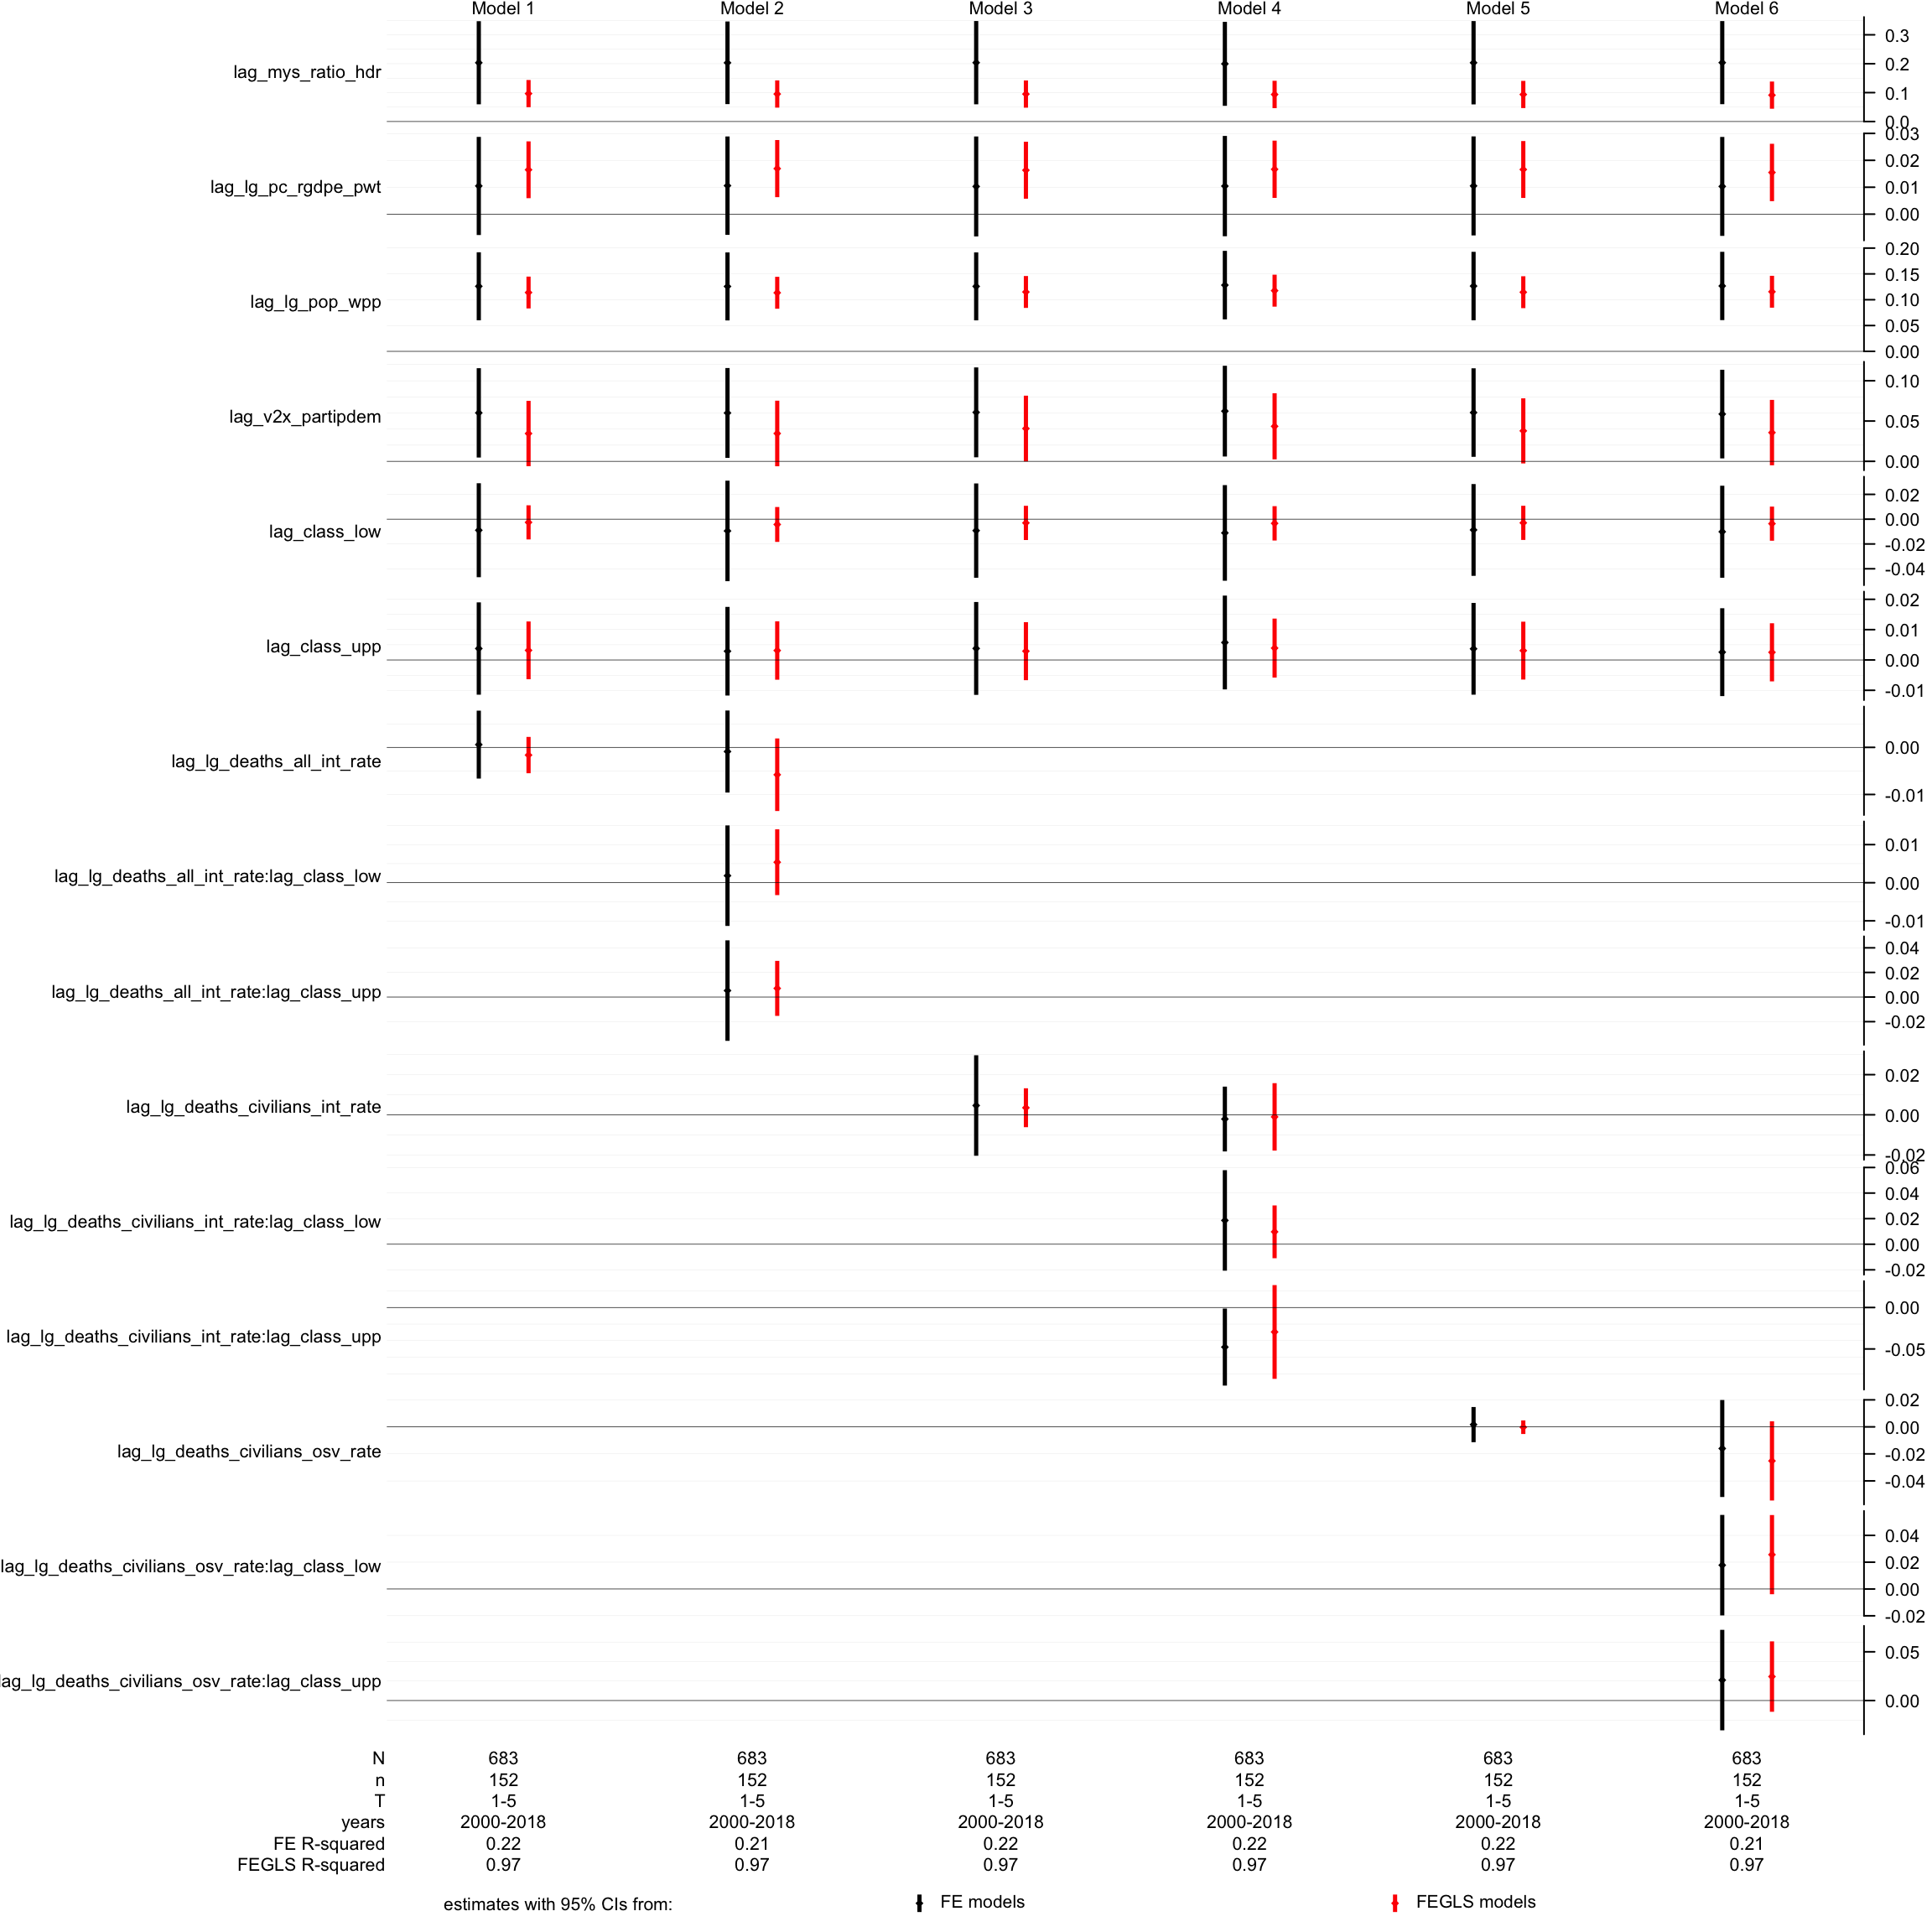 Model 1 Model 2 Model 3 Model 4 Model 5 Model 6
lag_mys_ratio_hdr
0.3
0.2
0.1
0.0
lag_lg_pc_rgdpe_pwt
0.03
0.02
0.01
0.00
lag_lg_pop_wpp
0.20
0.15
0.10
0.05
0.00
lag_v2x_partipdem
0.10
0.05
0.00
lag_class_low
0.02
0.00
-0.02
-0.04
lag_class_upp
0.02
0.01
0.00
-0.01
lag_lg_deaths_all_int_rate
0.00
-0.01
lag_lg_deaths_all_int_rate:lag_class_low
0.01
0.00
-0.01
lag_lg_deaths_all_int_rate:lag_class_upp
0.04
0.02
0.00
-0.02
lag_lg_deaths_civilians_int_rate
0.02
0.00
-0.02
lag_lg_deaths_civilians_int_rate:lag_class_low
0.06
0.04
0.02
0.00
-0.02
lag_lg_deaths_civilians_int_rate:lag_class_upp
0.00
-0.05
lag_lg_deaths_civilians_osv_rate
0.02
0.00
-0.02
-0.04
lag_lg_deaths_civilians_osv_rate:lag_class_low
0.04
0.02
0.00
-0.02
lag_lg_deaths_civilians_osv_rate:lag_class_upp
0.05
0.00
N 683 683 683 683 683 683
n 152 152 152 152 152 152
T 1-5 1-5 1-5 1-5 1-5 1-5
years 2000-2018 2000-2018 2000-2018 2000-2018 2000-2018 2000-2018
FE R-squared 0.22 0.21 0.22 0.22 0.22 0.21
FEGLS R-squared 0.97 0.97 0.97 0.97 0.97 0.97
estimates with 95% CIs from: FE models FEGLS models